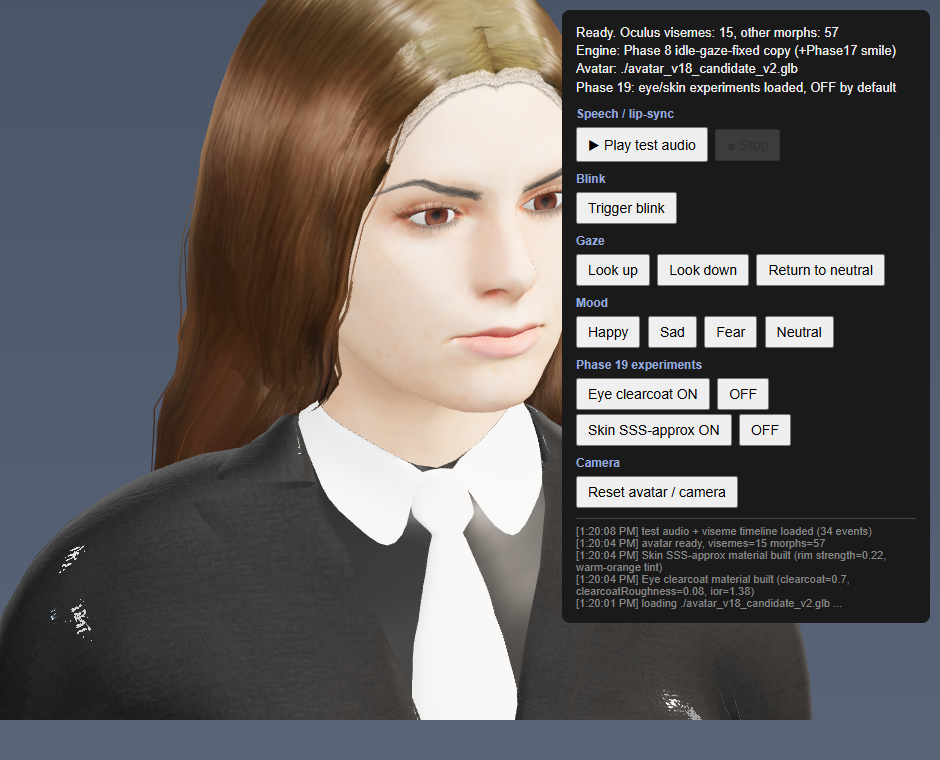 Ready. Oculus visemes: 15, other morphs: 57
Engine: Phase 8 idle-gaze-fixed copy (+Phase17 smile)
Avatar: ./avatar_v18_candidate_v2.glb
Phase 19: eye/skin experiments loaded, OFF by default
Speech / lip-sync
▶ Play test audio ■ Stop
Blink
Trigger blink
Gaze
Look up Look down Return to neutral
Mood
Happy Sad Fear Neutral
Phase 19 experiments
Eye clearcoat ON OFF
Skin SSS-approx ON OFF
Camera
Reset avatar / camera
[1:20:08 PM] test audio + viseme timeline loaded (34 events)
[1:20:04 PM] avatar ready, visemes=15 morphs=57
[1:20:04 PM] Skin SSS-approx material built (rim strength=0.22,
warm-orange tint)
[1:20:04 PM] Eye clearcoat material built (clearcoat=0.7,
clearcoatRoughness=0.08, ior=1.38)
[1:20:01 PM] loading ./avatar_v18_candidate_v2.glb ...